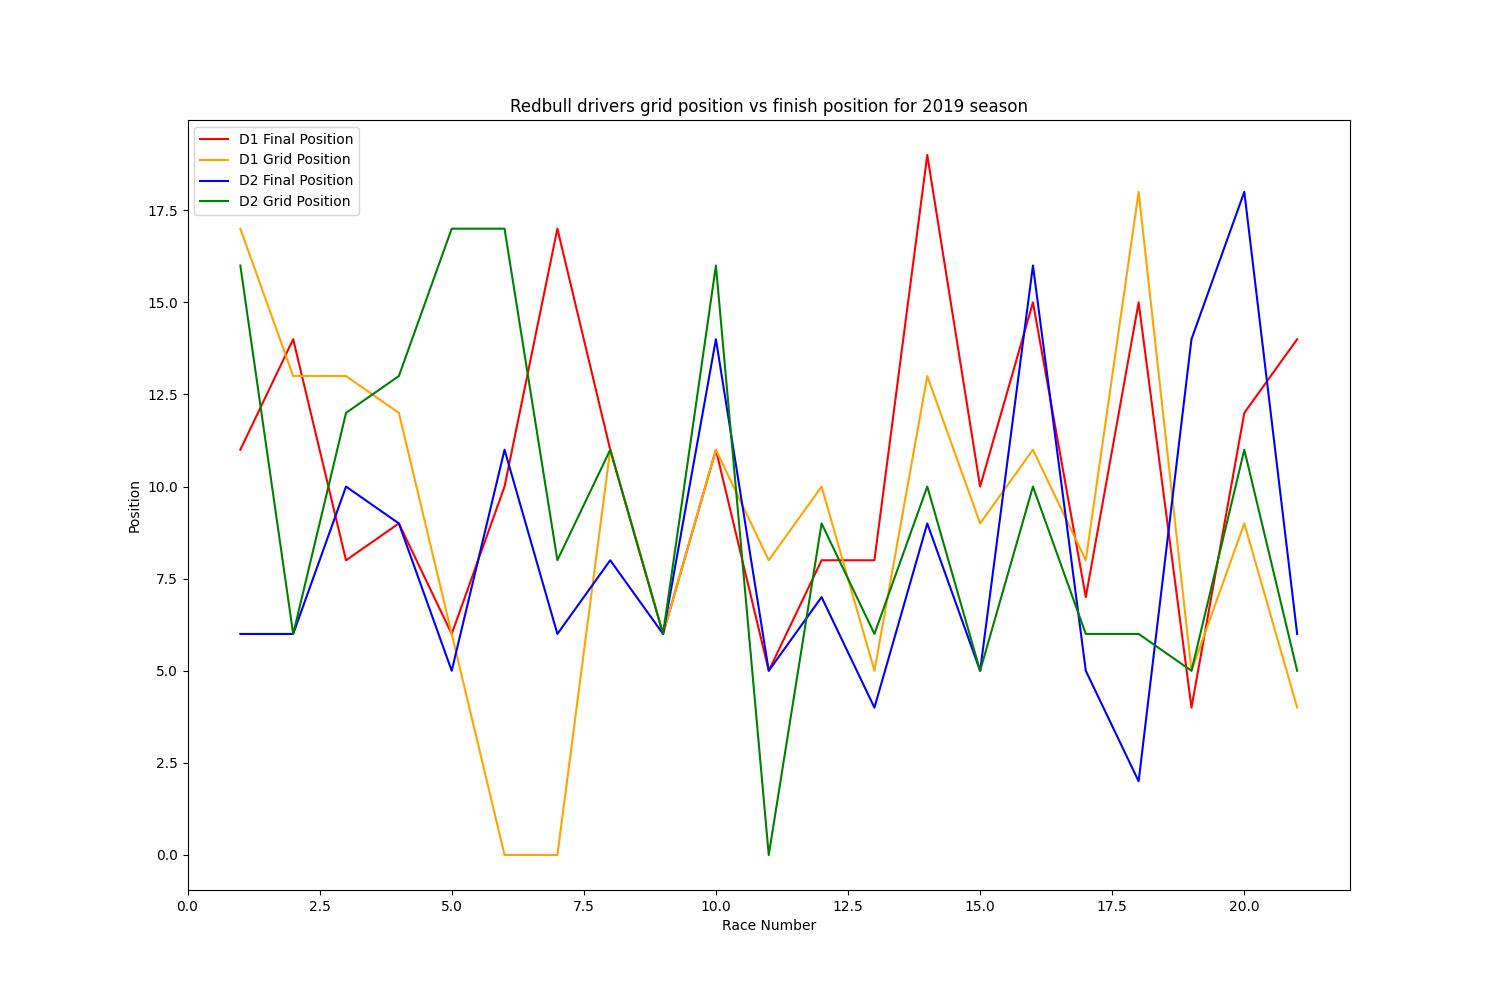 Redbull drivers grid position vs finish position for 2019 season
D1 Final Position
D1 Grid Position
D2 Final Position
D2 Grid Position
17.5
15.0
12.5
10.0
7.5
5.0
2.5
0.0
Position
0.0 2.5 5.0 7.5 10.0 12.5 15.0 17.5 20.0
Race Number